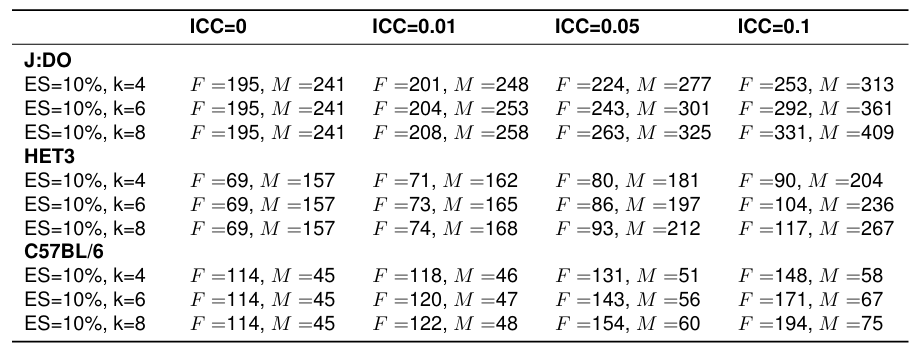 ICC=0 ICC=0.01 ICC=0.05 ICC=0.1
J:DO
ES=10%, k=4 F =195, M =241 F =201, M =248 F =224, M =277 F =253, M =313
ES=10%, k=6 F =195, M =241 F =204, M =253 F =243, M =301 F =292, M =361
ES=10%, k=8 F =195, M =241 F =208, M =258 F =263, M =325 F =331, M =409
HET3
ES=10%, k=4 F =69, M =157 F =71, M =162 F =80, M =181 F =90, M =204
ES=10%, k=6 F =69, M =157 F =73, M =165 F =86, M =197 F =104, M =236
ES=10%, k=8 F =69, M =157 F =74, M =168 F =93, M =212 F =117, M =267
C57BL/6
ES=10%, k=4 F =114, M =45 F =118, M =46 F =131, M =51 F =148, M =58
ES=10%, k=6 F =114, M =45 F =120, M =47 F =143, M =56 F =171, M =67
ES=10%, k=8 F =114, M =45 F =122, M =48 F =154, M =60 F =194, M =75